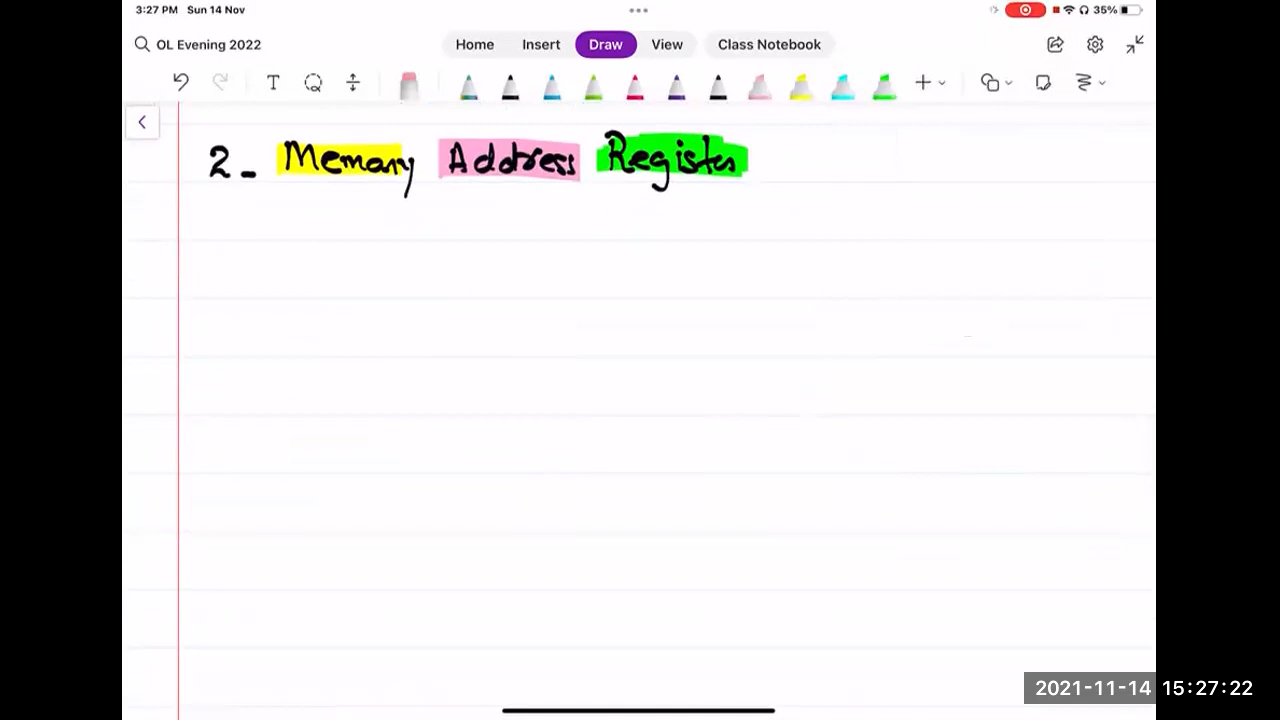 3:27 PM Sun 14 Nov 35%
OL Evening 2022 Home Insert Draw View Class Notebook
T
2- Memory Address Register
2021-11-14 15:27:22